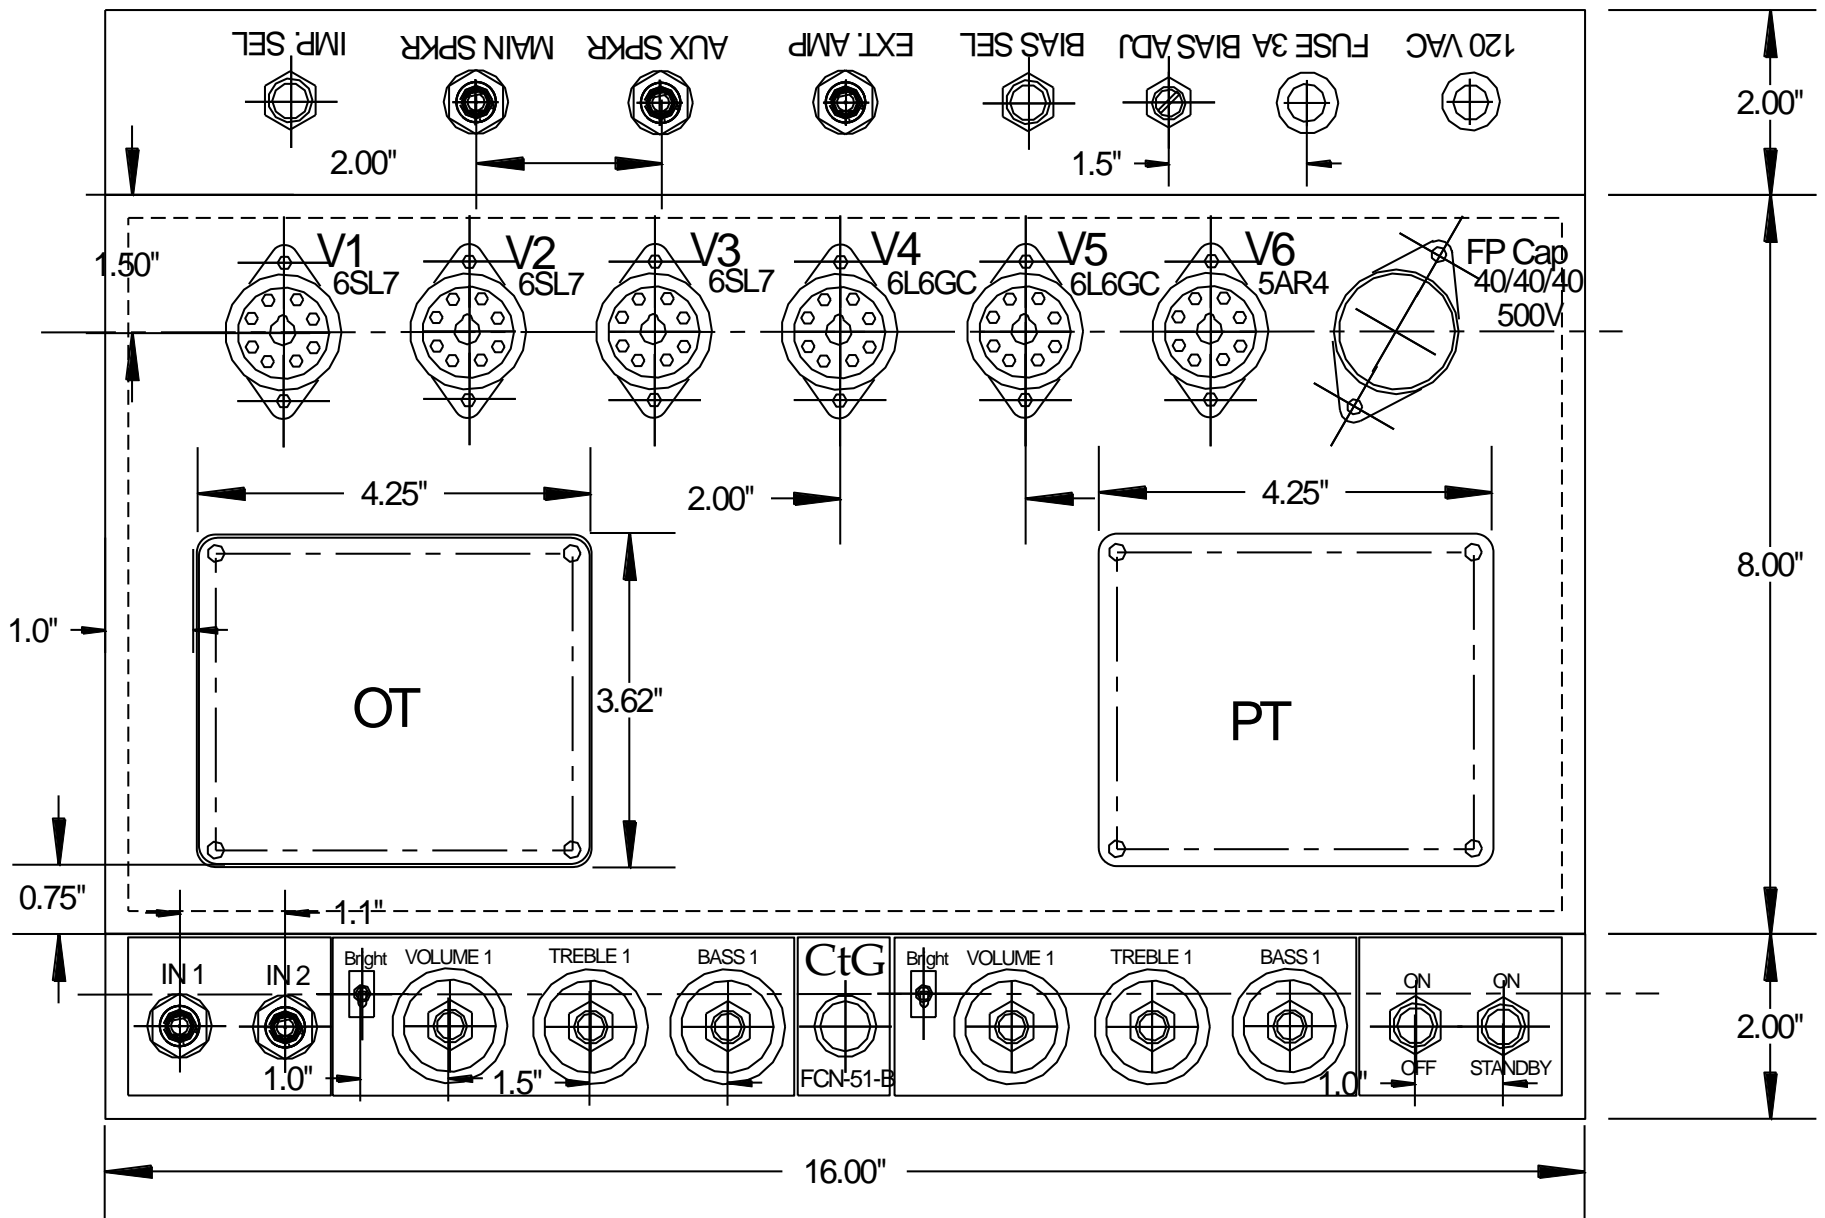 IMP. SEL MAIN SPKR AUX SPKR EXT. AMP BIAS SEL BIAS ADJ FUSE 3A 120 VAC
2.00"
2.00" 1.5"
V1 V2 V3 V4 V5 V6 FP Cap
1.50" 6SL7 6SL7 6SL7 6L6GC 6L6GC 5AR4 40/40/40
500V
4.25" 2.00" 4.25"
8.00"
1.0"
OT 3.62" PT
0.75" 1.1"
Bright VOLUME 1 TREBLE 1 BASS 1 CtG Bright VOLUME 1 TREBLE 1 BASS 1
IN 1 IN 2 ON ON
2.00"
1.0" 1.5" FCN-51-B 1.0" OFF STANDBY
16.00"